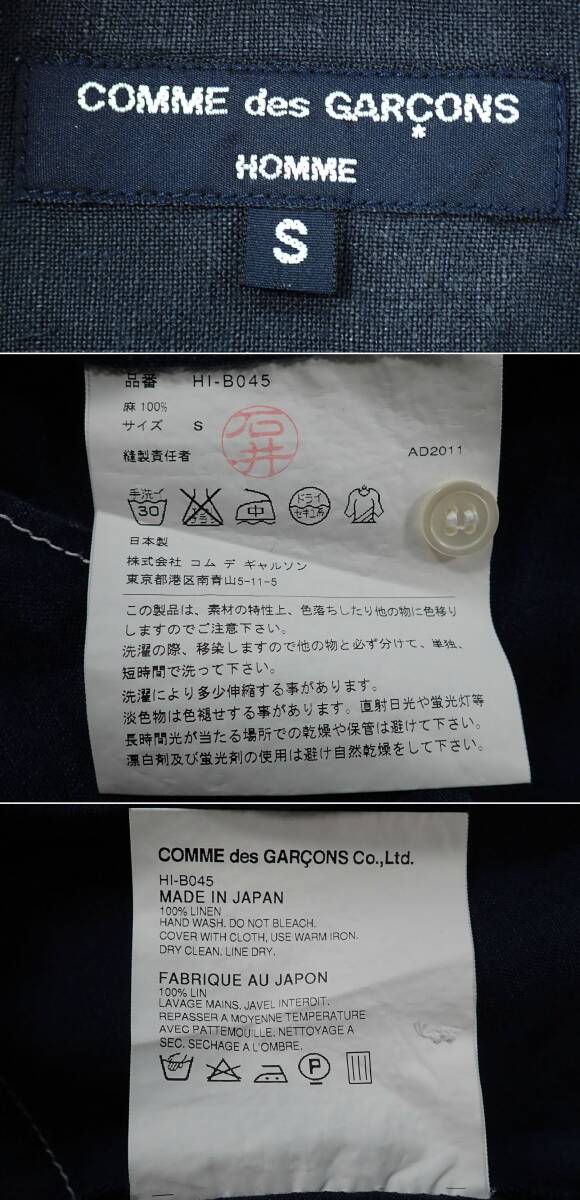 COMME des GARÇONS
HOMME
S
品番 HI-B045
麻 100%
サイズ S
縫製責任者 石井 AD2011
手洗イ 30 エンソサラシ 中 ドライ セキユ系
日本製
株式会社 コム デ ギャルソン
東京都港区南青山5-11-5
この製品は、素材の特性上、色落ちしたり他の物に色移り
しますのでご注意下さい。
洗濯の際、移染しますので他の物と必ず分けて、単独、
短時間で洗って下さい。
洗濯により多少伸縮する事があります。
淡色物は色褪せする事があります。直射日光や蛍光灯等
長時間光が当たる場所での乾燥や保管は避けて下さい。
漂白剤及び蛍光剤の使用は避け自然乾燥をして下さい。
COMME des GARÇONS Co.,Ltd.
HI-B045
MADE IN JAPAN
100% LINEN
HAND WASH. DO NOT BLEACH.
COVER WITH CLOTH, USE WARM IRON.
DRY CLEAN. LINE DRY.
FABRIQUE AU JAPON
100% LIN
LAVAGE MAINS. JAVEL INTERDIT.
REPASSER A MOYENNE TEMPERATURE
AVEC PATTEMOUILLE. NETTOYAGE A
SEC. SECHAGE A L'OMBRE.
P